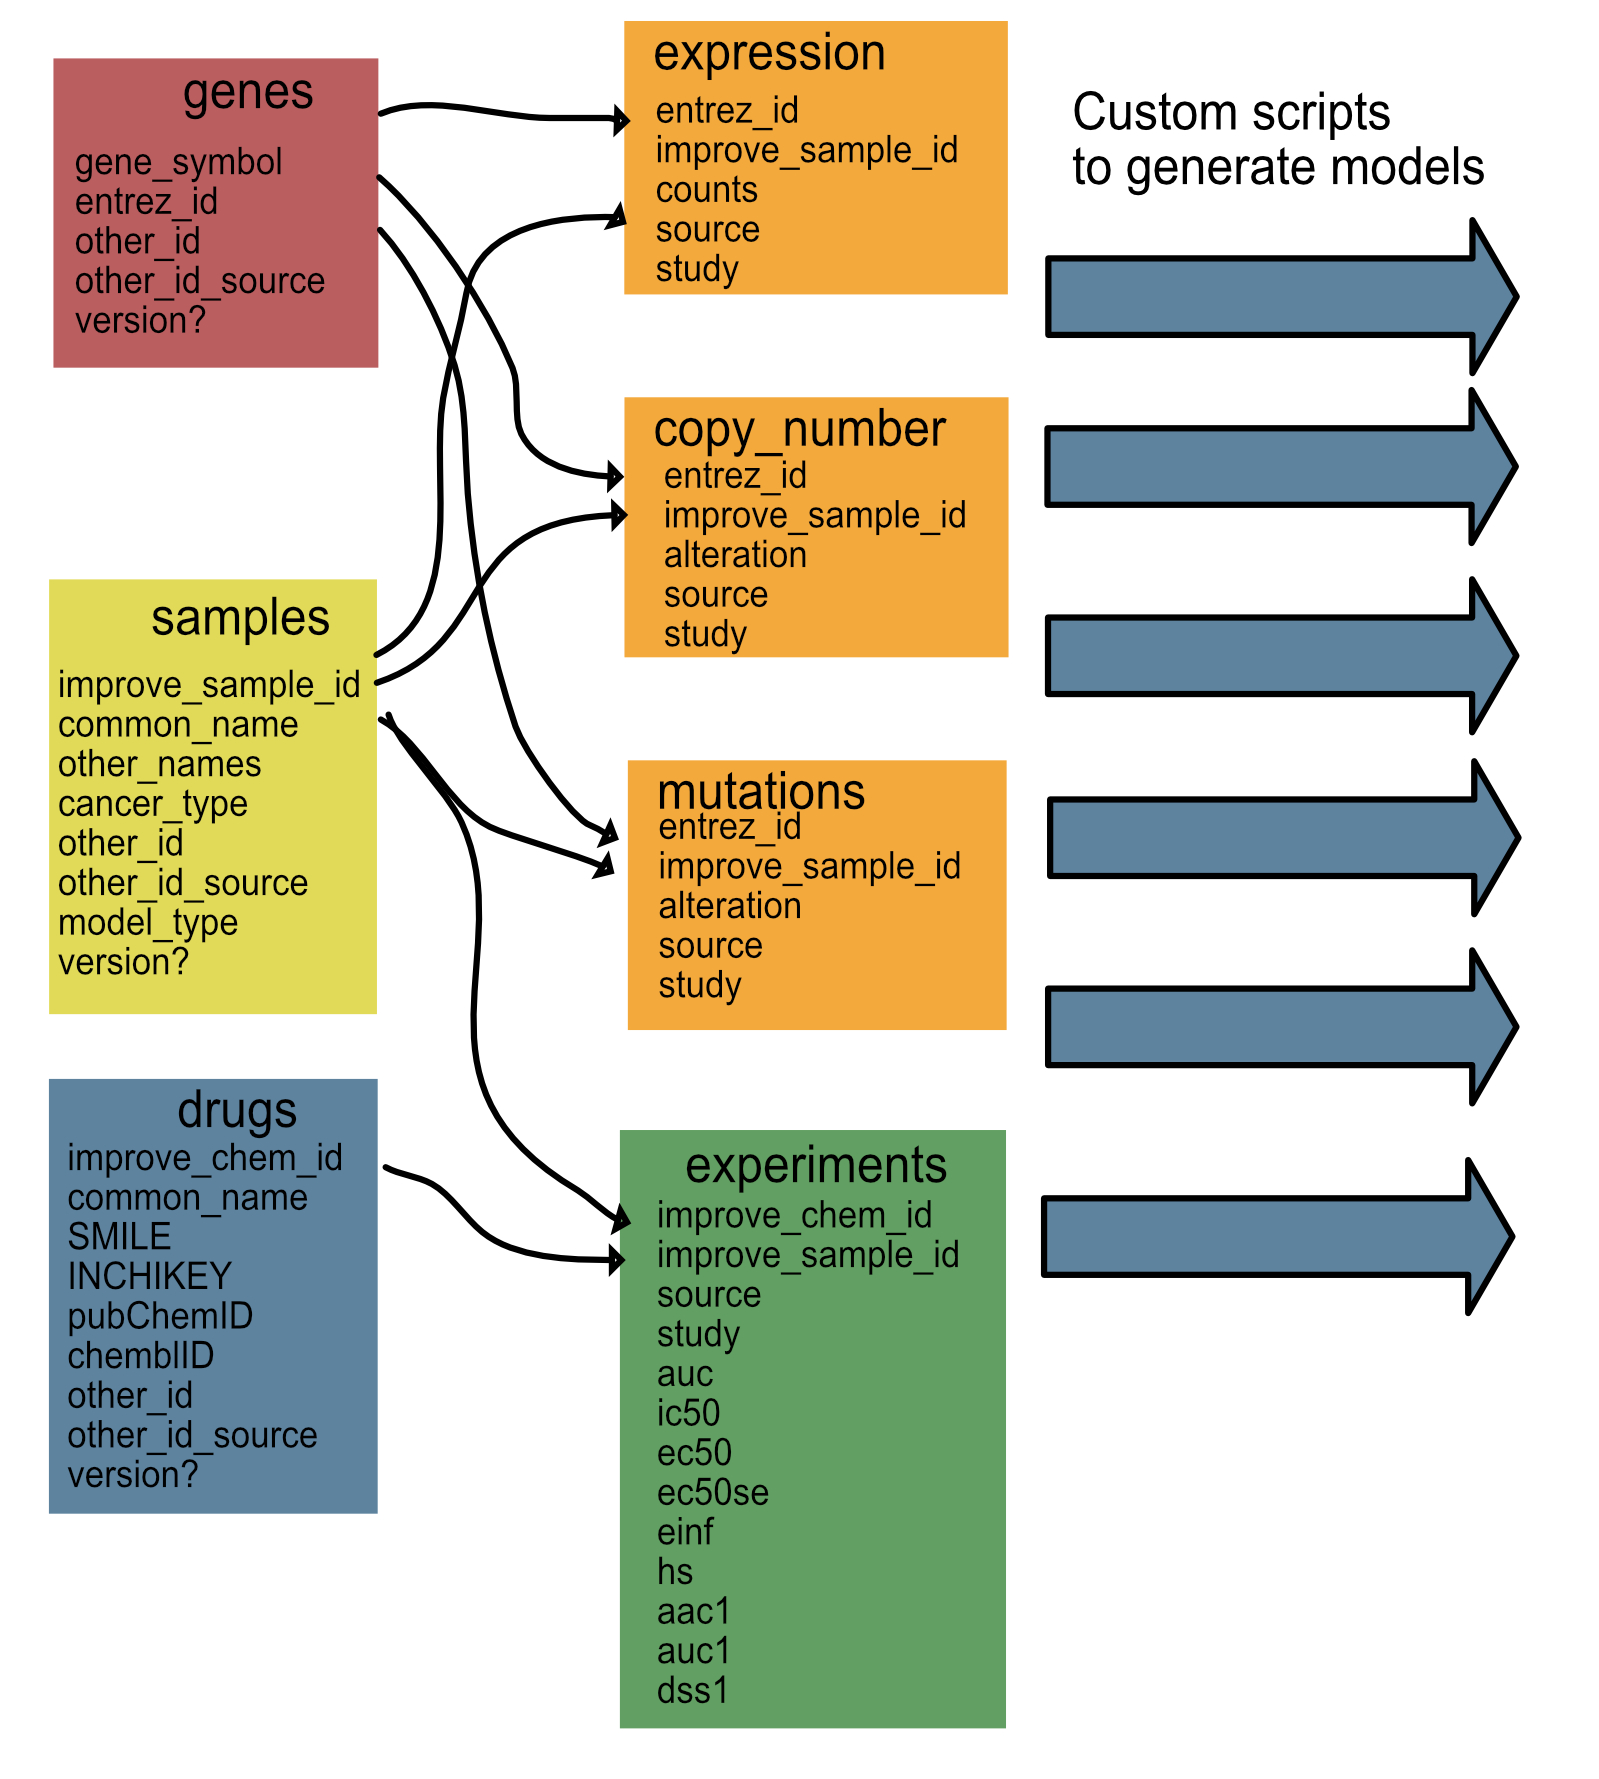 genes
gene_symbol
entrez_id
other_id
other_id_source
version?
samples
improve_sample_id
common_name
other_names
cancer_type
other_id
other_id_source
model_type
version?
drugs
improve_chem_id
common_name
SMILE
INCHIKEY
pubChemID
chemblID
other_id
other_id_source
version?
expression
entrez_id
improve_sample_id
counts
source
study
copy_number
entrez_id
improve_sample_id
alteration
source
study
mutations
entrez_id
improve_sample_id
alteration
source
study
experiments
improve_chem_id
improve_sample_id
source
study
auc
ic50
ec50
ec50se
einf
hs
aac1
auc1
dss1
Custom scripts
to generate models